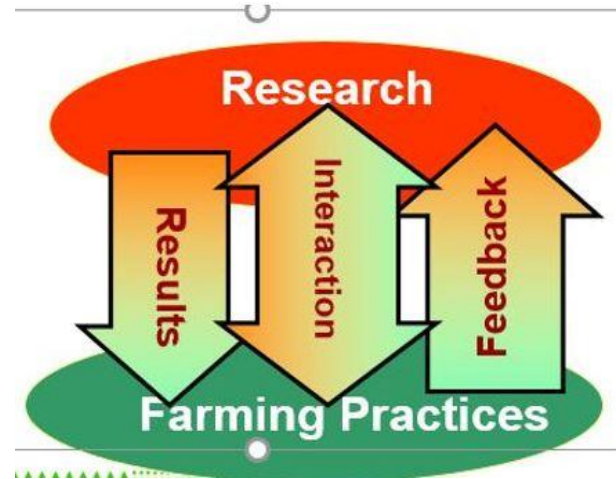 Research
Results
Interaction
Feedback
Farming Practices